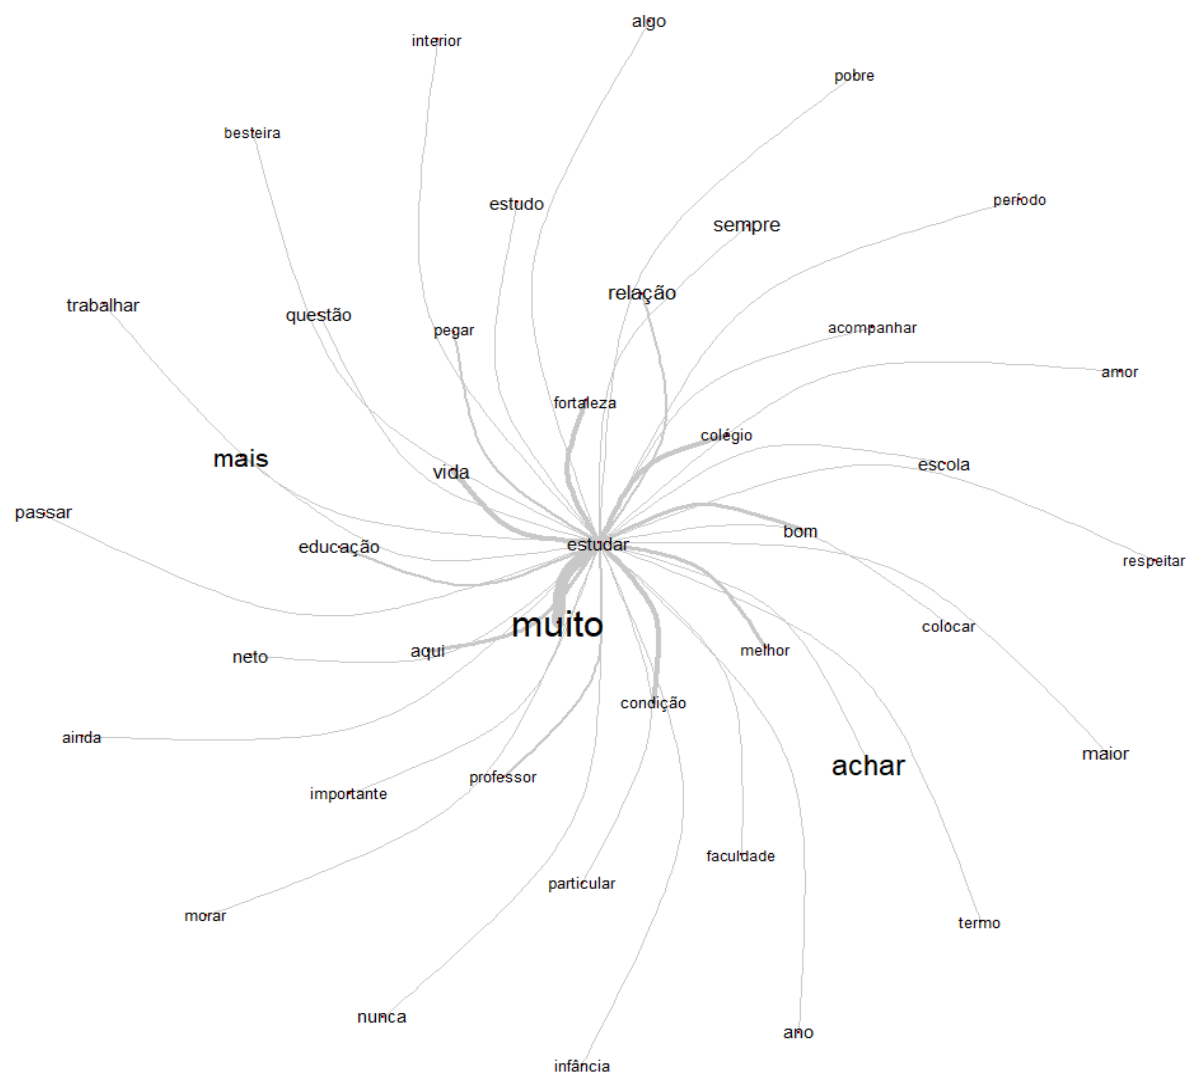 algo
interior
pobre
besteira
estudo
período
sempre
relação
trabalhar
questão
pegar
acompanhar
amor
fortaleza
colégio
mais
vida
escola
passar
educação
estudar
bom
respeitar
muito
colocar
neto
aqui
melhor
condição
ainda
maior
achar
professor
importante
faculdade
particular
morar
termo
nunca
ano
infância